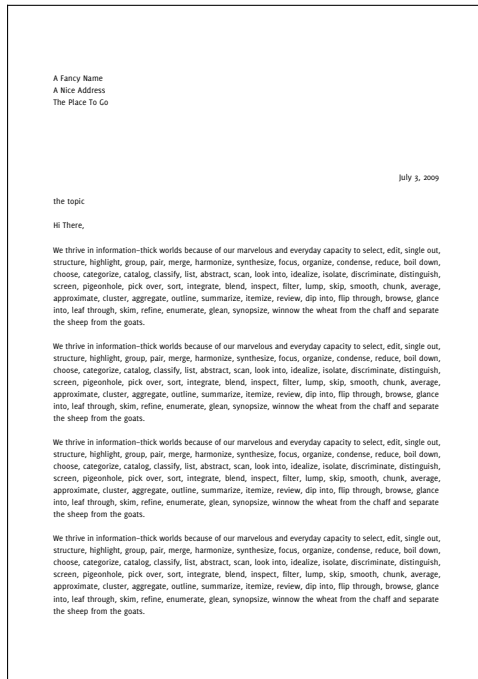 A Fancy Name
A Nice Address
The Place To Go
July 3, 2009
the topic
Hi There,
We thrive in information–thick worlds because of our marvelous and everyday capacity to select, edit, single out,
structure, highlight, group, pair, merge, harmonize, synthesize, focus, organize, condense, reduce, boil down,
choose, categorize, catalog, classify, list, abstract, scan, look into, idealize, isolate, discriminate, distinguish,
screen, pigeonhole, pick over, sort, integrate, blend, inspect, filter, lump, skip, smooth, chunk, average,
approximate, cluster, aggregate, outline, summarize, itemize, review, dip into, flip through, browse, glance
into, leaf through, skim, refine, enumerate, glean, synopsize, winnow the wheat from the chaff and separate
the sheep from the goats.
We thrive in information–thick worlds because of our marvelous and everyday capacity to select, edit, single out,
structure, highlight, group, pair, merge, harmonize, synthesize, focus, organize, condense, reduce, boil down,
choose, categorize, catalog, classify, list, abstract, scan, look into, idealize, isolate, discriminate, distinguish,
screen, pigeonhole, pick over, sort, integrate, blend, inspect, filter, lump, skip, smooth, chunk, average,
approximate, cluster, aggregate, outline, summarize, itemize, review, dip into, flip through, browse, glance
into, leaf through, skim, refine, enumerate, glean, synopsize, winnow the wheat from the chaff and separate
the sheep from the goats.
We thrive in information–thick worlds because of our marvelous and everyday capacity to select, edit, single out,
structure, highlight, group, pair, merge, harmonize, synthesize, focus, organize, condense, reduce, boil down,
choose, categorize, catalog, classify, list, abstract, scan, look into, idealize, isolate, discriminate, distinguish,
screen, pigeonhole, pick over, sort, integrate, blend, inspect, filter, lump, skip, smooth, chunk, average,
approximate, cluster, aggregate, outline, summarize, itemize, review, dip into, flip through, browse, glance
into, leaf through, skim, refine, enumerate, glean, synopsize, winnow the wheat from the chaff and separate
the sheep from the goats.
We thrive in information–thick worlds because of our marvelous and everyday capacity to select, edit, single out,
structure, highlight, group, pair, merge, harmonize, synthesize, focus, organize, condense, reduce, boil down,
choose, categorize, catalog, classify, list, abstract, scan, look into, idealize, isolate, discriminate, distinguish,
screen, pigeonhole, pick over, sort, integrate, blend, inspect, filter, lump, skip, smooth, chunk, average,
approximate, cluster, aggregate, outline, summarize, itemize, review, dip into, flip through, browse, glance
into, leaf through, skim, refine, enumerate, glean, synopsize, winnow the wheat from the chaff and separate
the sheep from the goats.